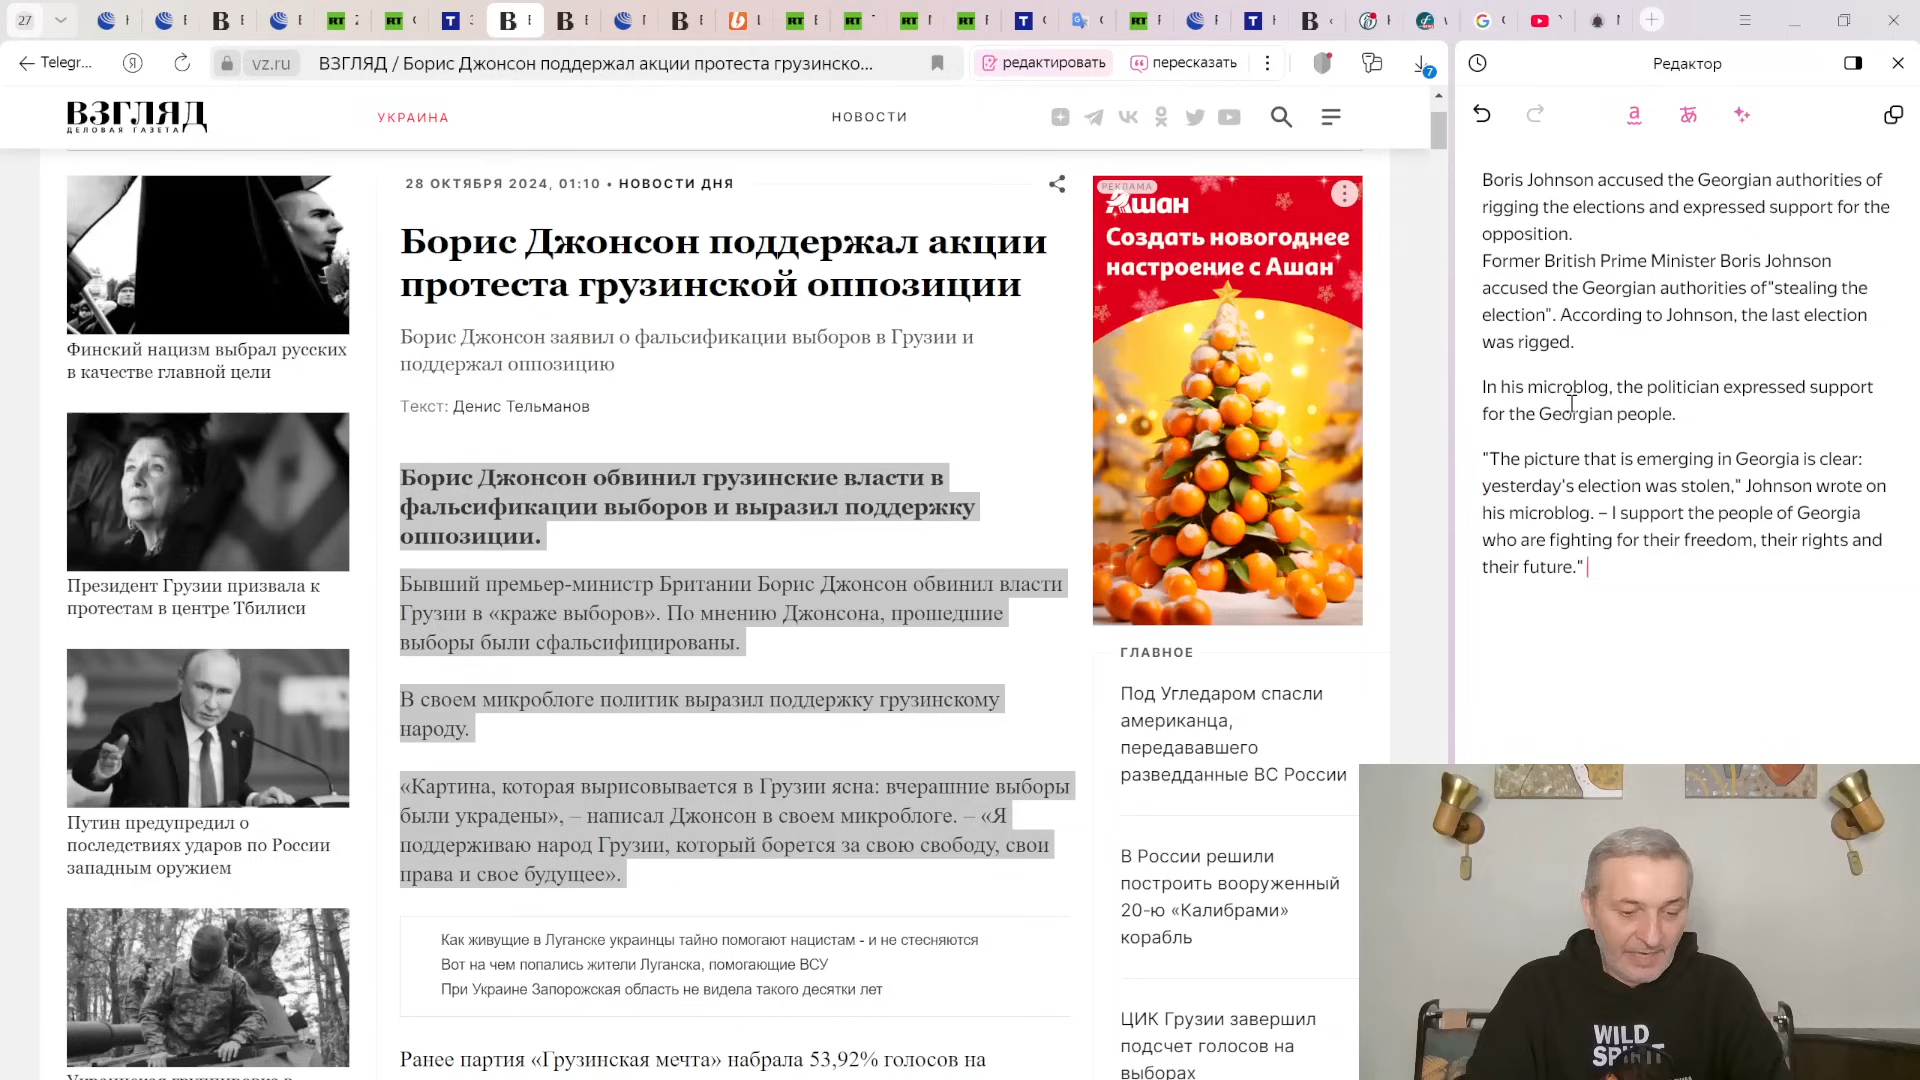 27
Telegr...
vz.ru
ВЗГЛЯД / Борис Джонсон поддержал акции протеста грузинско...
редактировать
пересказать
7
Редактор
ВЗГЛЯД
ДЕЛОВАЯ ГАЗЕТА
УКРАИНА
НОВОСТИ
28 ОКТЯБРЯ 2024, 01:10 • НОВОСТИ ДНЯ
Борис Джонсон поддержал акции
протеста грузинской оппозиции
Борис Джонсон заявил о фальсификации выборов в Грузии и
поддержал оппозицию
Текст: Денис Тельманов
Борис Джонсон обвинил грузинские власти в
фальсификации выборов и выразил поддержку
оппозиции.
Бывший премьер-министр Британии Борис Джонсон обвинил власти
Грузии в «краже выборов». По мнению Джонсона, прошедшие
выборы были сфальсифицированы.
В своем микроблоге политик выразил поддержку грузинскому
народу.
«Картина, которая вырисовывается в Грузии ясна: вчерашние выборы
были украдены», – написал Джонсон в своем микроблоге. – «Я
поддерживаю народ Грузии, который борется за свою свободу, свои
права и свое будущее».
Как живущие в Луганске украинцы тайно помогают нацистам - и не стесняются
Вот на чем попались жители Луганска, помогающие ВСУ
При Украине Запорожская область не видела такого десятки лет
Ранее партия «Грузинская мечта» набрала 53,92% голосов на
Финский нацизм выбрал русских
в качестве главной цели
Президент Грузии призвала к
протестам в центре Тбилиси
Путин предупредил о
последствиях ударов по России
западным оружием
РЕКЛАМА
Ашан
Создать новогоднее
настроение с Ашан
ГЛАВНОЕ
Под Угледаром спасли
американца,
передававшего
разведданные ВС России
В России решили
построить вооруженный
20-ю «Калибрами»
корабль
ЦИК Грузии завершил
подсчет голосов на
выборах
Boris Johnson accused the Georgian authorities of
rigging the elections and expressed support for the
opposition.
Former British Prime Minister Boris Johnson
accused the Georgian authorities of"stealing the
election". According to Johnson, the last election
was rigged.
In his microblog, the politician expressed support
for the Georgian people.
"The picture that is emerging in Georgia is clear:
yesterday's election was stolen," Johnson wrote on
his microblog. – I support the people of Georgia
who are fighting for their freedom, their rights and
their future."
WILD
SPIRIT